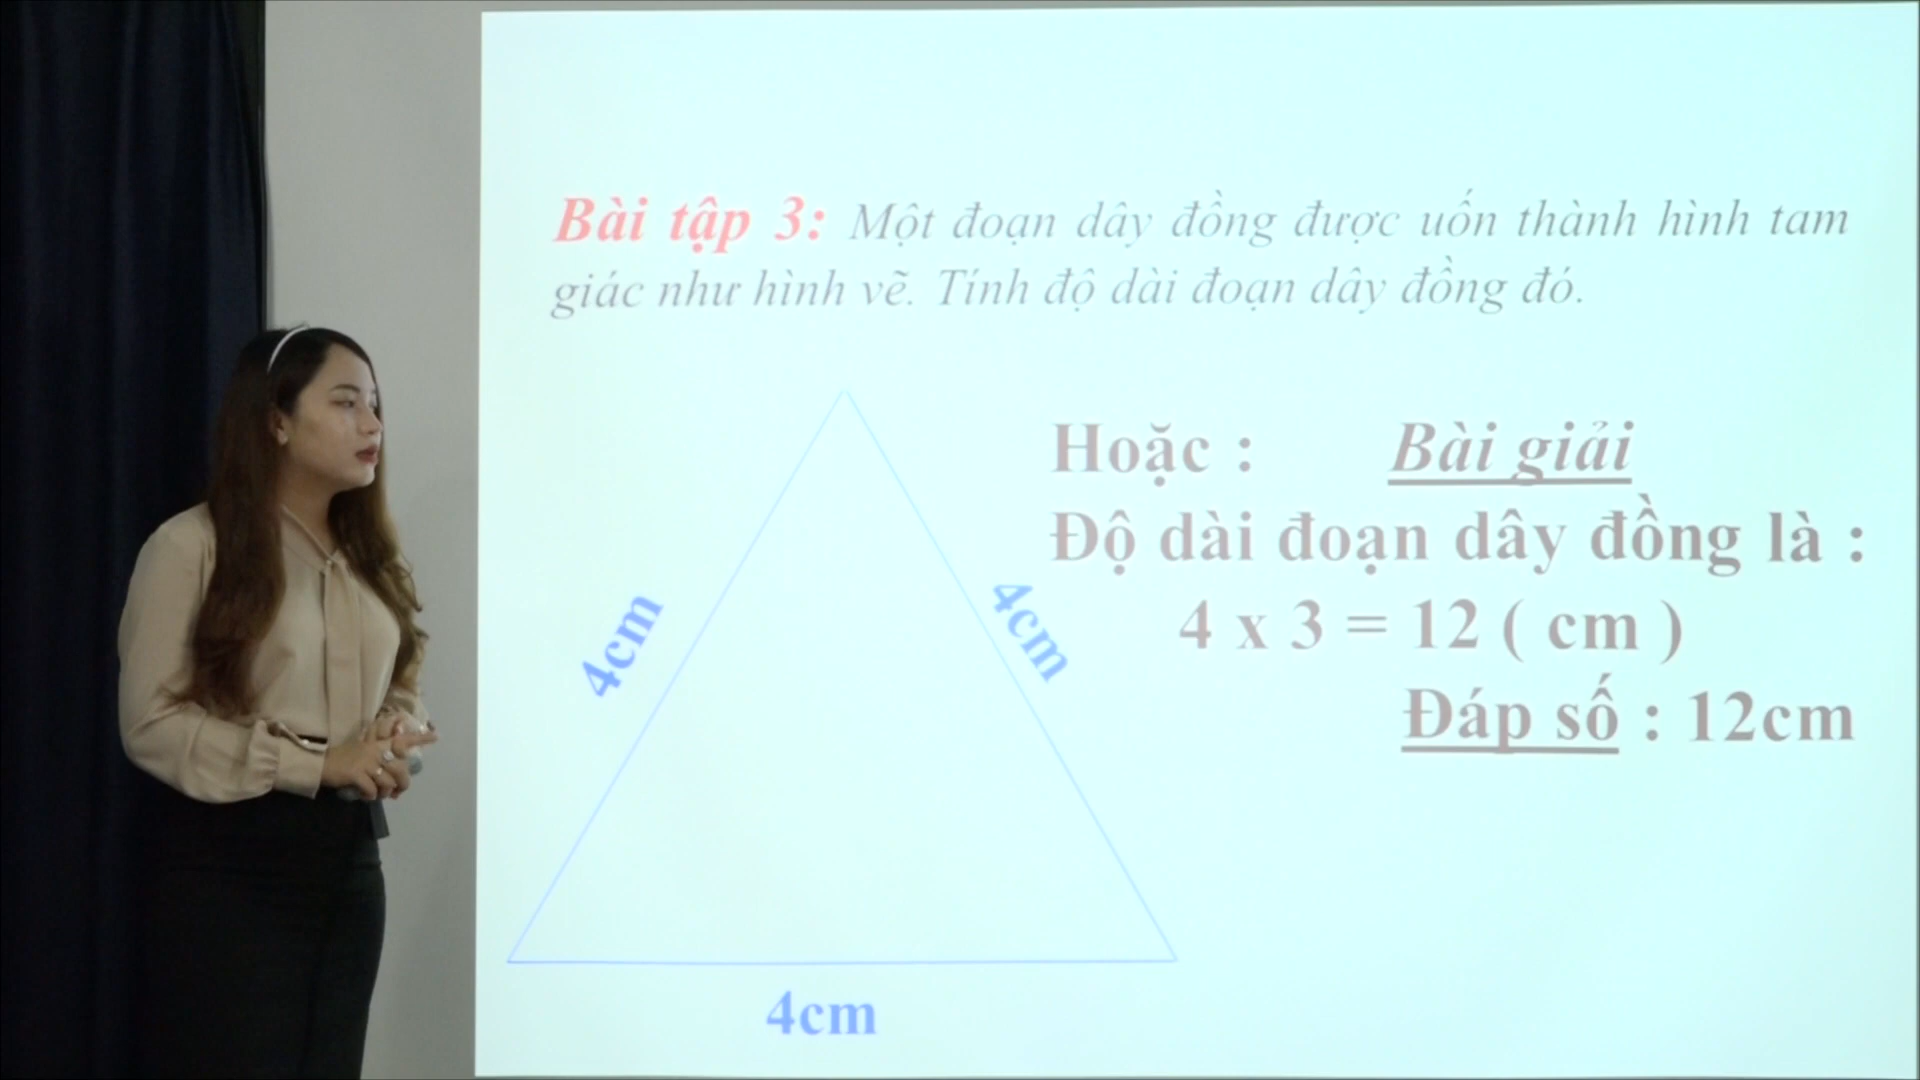 Bài tập 3: Một đoạn dây đồng được uốn thành hình tam
giác như hình vẽ. Tính độ dài đoạn dây đồng đó.
Hoặc : Bài giải
Độ dài đoạn dây đồng là :
4cm
4cm
4 x 3 = 12 ( cm )
Đáp số : 12cm
4cm